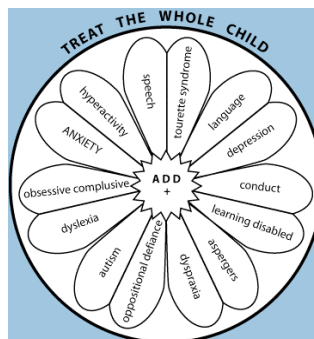 TREAT THE WHOLE CHILD
speech
tourette syndrome
language
depression
conduct
learning disabled
aspergers
dyspraxia
oppositional defiance
autism
dyslexia
obsessive complusive
ANXIETY
hyperactivity
ADD
+